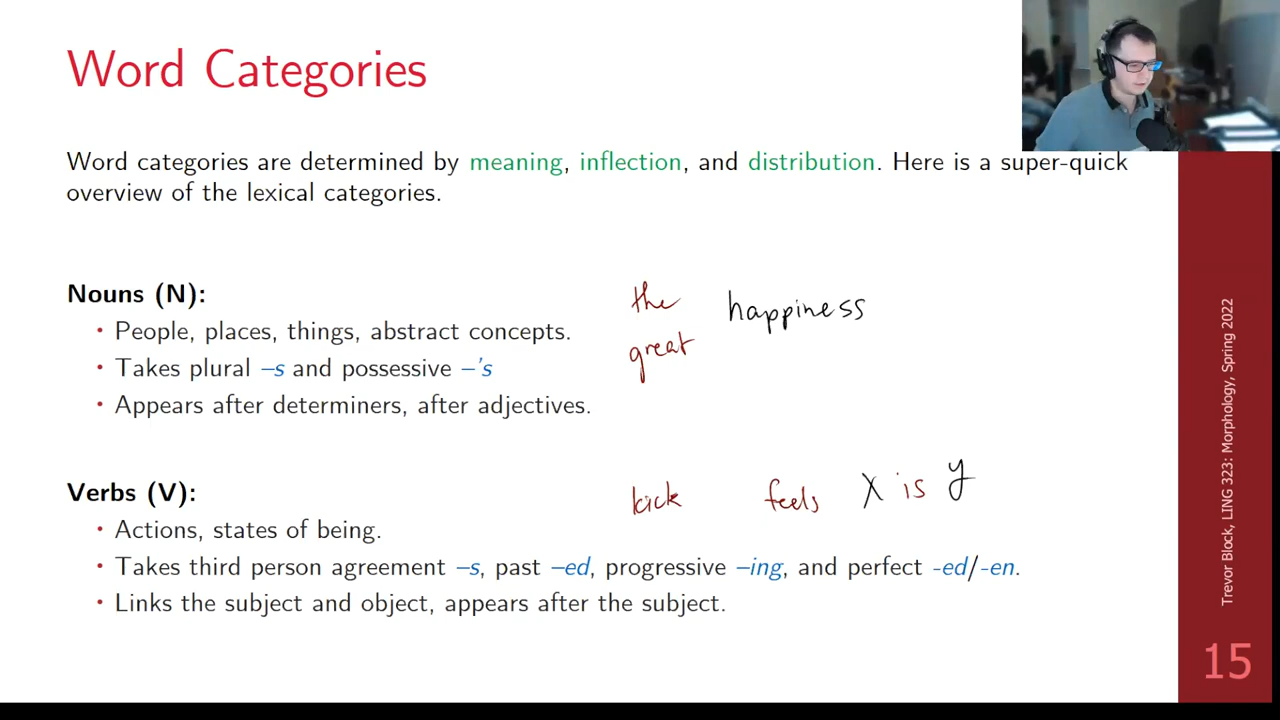 Word Categories
Word categories are determined by meaning, inflection, and distribution. Here is a super-quick
overview of the lexical categories.
Nouns (N):
• People, places, things, abstract concepts.
• Takes plural –s and possessive –'s
• Appears after determiners, after adjectives.
the happiness
great
Verbs (V):
• Actions, states of being.
• Takes third person agreement –s, past –ed, progressive –ing, and perfect -ed/-en.
• Links the subject and object, appears after the subject.
kick feels X is y
Trevor Block, LING 323: Morphology, Spring 2022
15